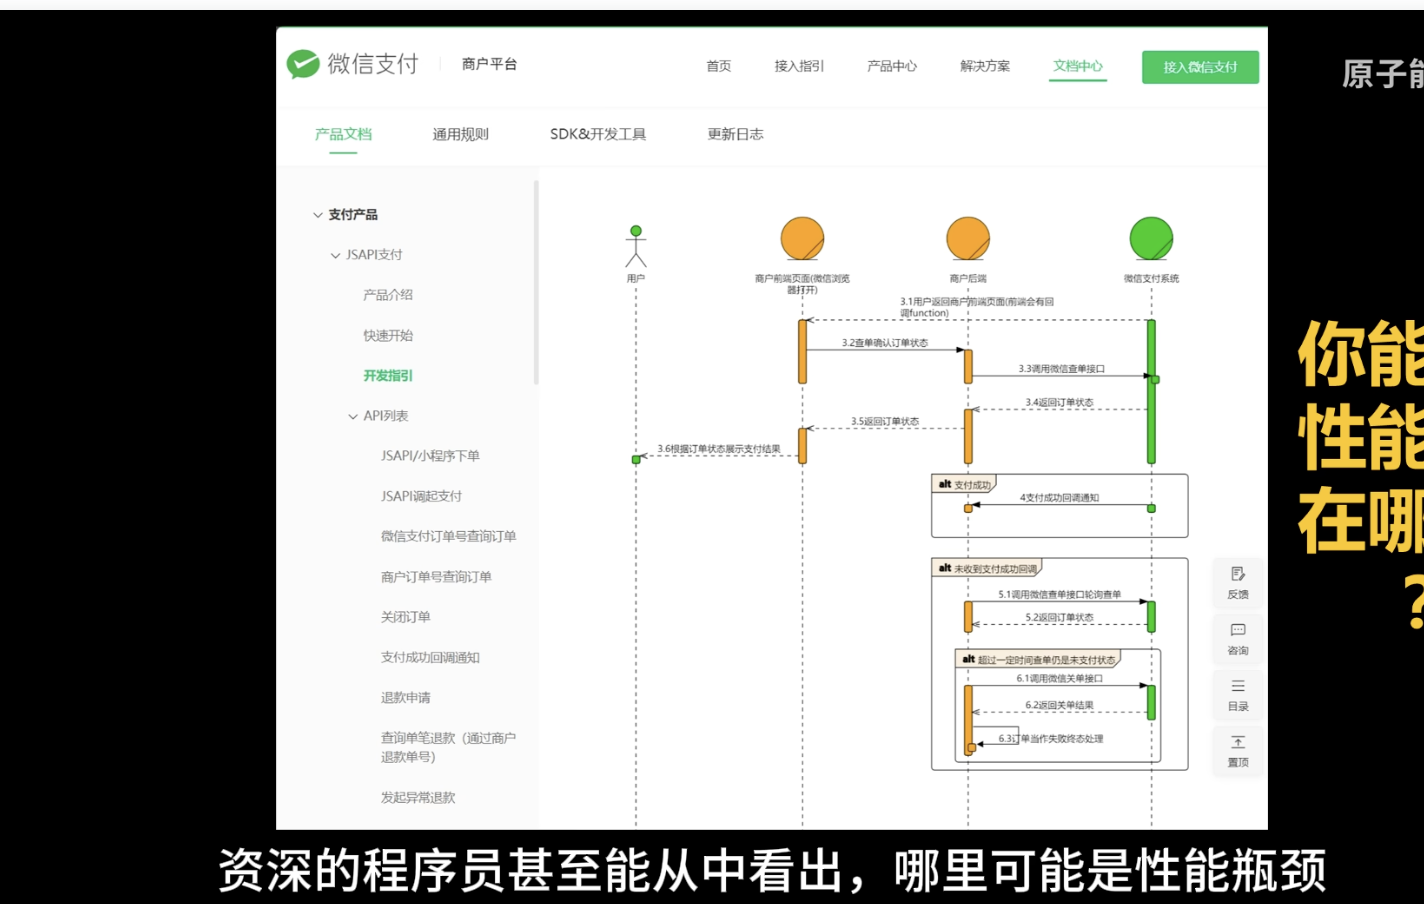 微信支付
商户平台
首页
接入指引
产品中心
解决方案
文档中心
接入微信支付
原子能
产品文档
通用规则
SDK&开发工具
更新日志
支付产品
JSAPI支付
产品介绍
快速开始
开发指引
API列表
JSAPI/小程序下单
JSAPI调起支付
微信支付订单号查询订单
商户订单号查询订单
关闭订单
支付成功回调通知
退款申请
查询单笔退款（通过商户
退款单号）
发起异常退款
用户
商户前端页面(微信浏览
器打开)
商户后端
微信支付系统
3.1用户返回商户前端页面(前端会有回
调function)
3.2查单确认订单状态
3.3调用微信查单接口
3.4返回订单状态
3.5返回订单状态
3.6根据订单状态展示支付结果
alt 支付成功
4支付成功回调通知
alt 未收到支付成功回调
5.1调用微信查单接口轮询查单
5.2返回订单状态
alt 超过一定时间查单仍是未支付状态
6.1调用微信关单接口
6.2返回关单结果
6.3订单当作失败终态处理
反馈
咨询
目录
置顶
你能
性能
在哪
?
资深的程序员甚至能从中看出，哪里可能是性能瓶颈